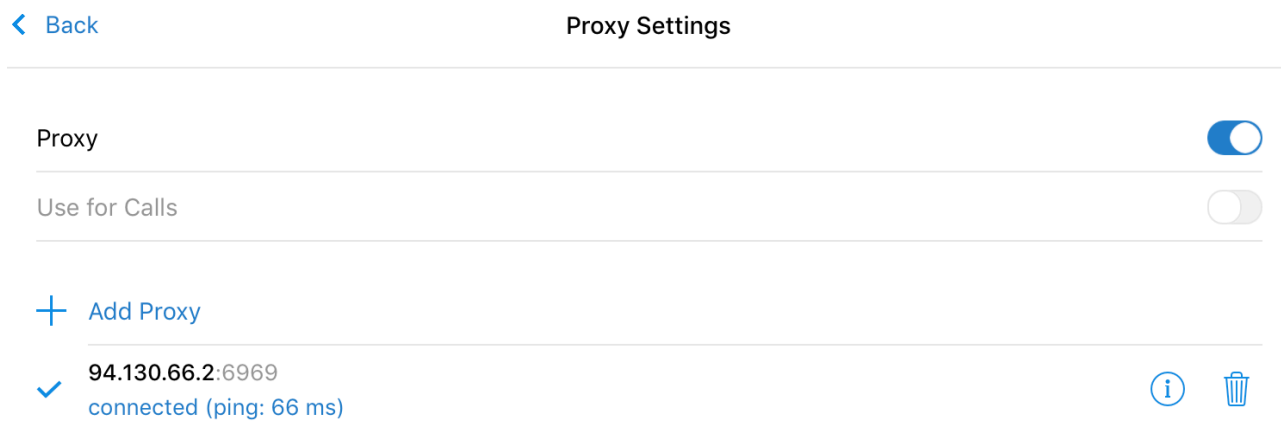 Back
Proxy Settings
Proxy
Use for Calls
Add Proxy
94.130.66.2:6969
connected (ping: 66 ms)